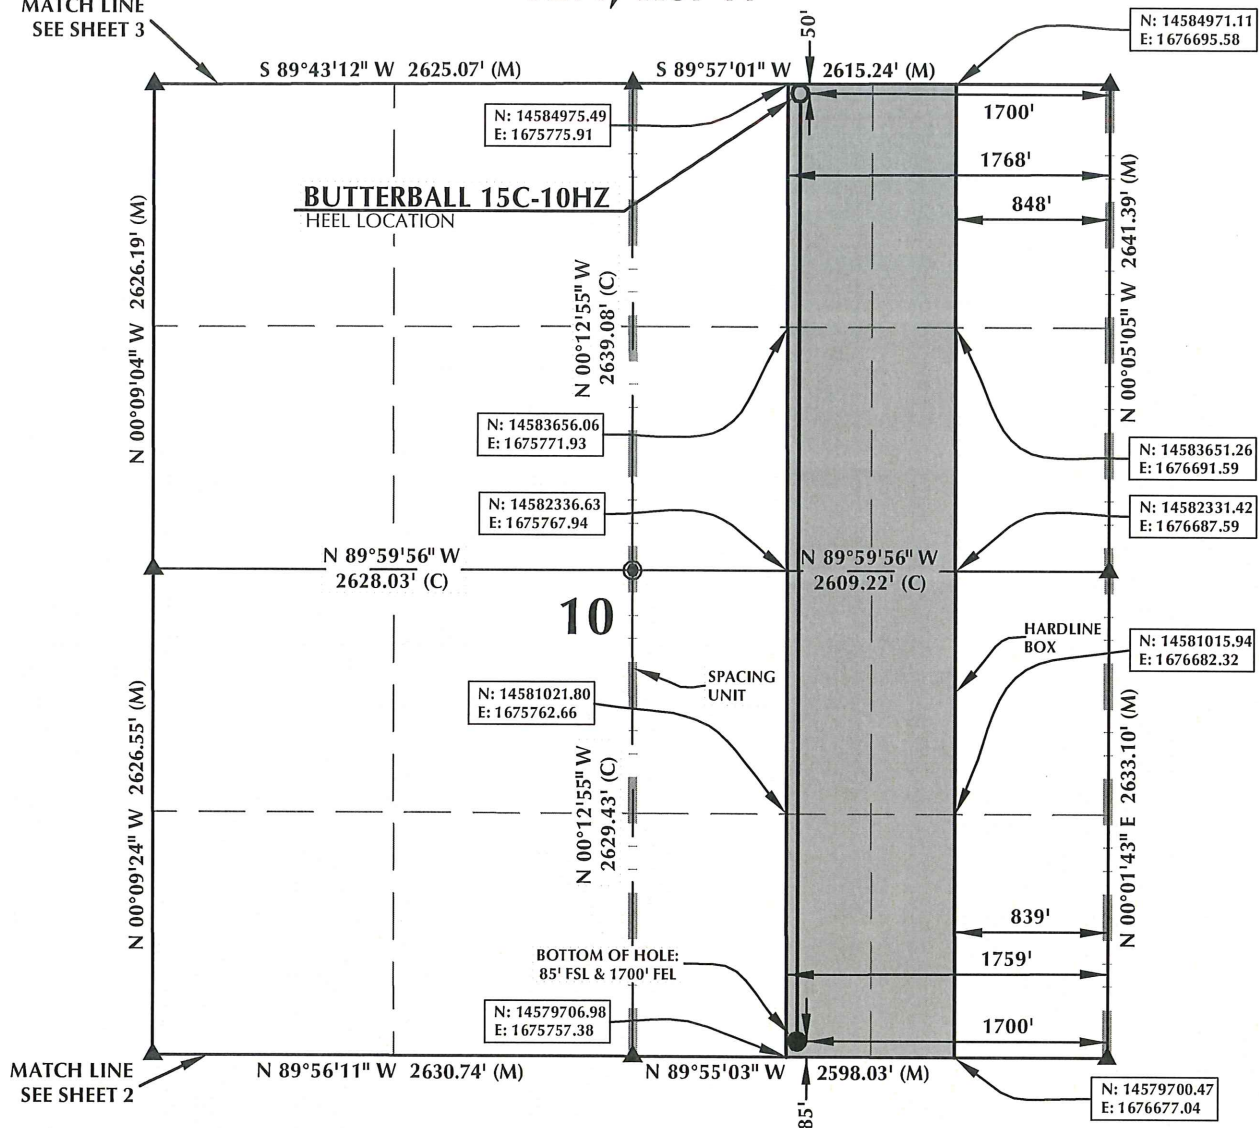 MATCH LINE
SEE SHEET 3
50'
N: 14584971.11
E: 1676695.58
S 89°43'12" W 2625.07' (M)
S 89°57'01" W 2615.24' (M)
N: 14584975.49
E: 1675775.91
1700'
1768'
848'
BUTTERBALL 15C-10HZ
HEEL LOCATION
N 00°09'04" W 2626.19' (M)
N 00°12'55" W
2639.08' (C)
N 00°05'05" W 2641.39' (M)
N: 14583656.06
E: 1675771.93
N: 14583651.26
E: 1676691.59
N: 14582336.63
E: 1675767.94
N: 14582331.42
E: 1676687.59
N 89°59'56" W
2628.03' (C)
N 89°59'56" W
2609.22' (C)
10
HARDLINE
BOX
N: 14581015.94
E: 1676682.32
SPACING
UNIT
N: 14581021.80
E: 1675762.66
N 00°09'24" W 2626.55' (M)
N 00°12'55" W
2629.43' (C)
N 00°01'43" E 2633.10' (M)
839'
BOTTOM OF HOLE:
85' FSL & 1700' FEL
1759'
N: 14579706.98
E: 1675757.38
1700'
MATCH LINE
SEE SHEET 2
N 89°56'11" W 2630.74' (M)
N 89°55'03" W 2598.03' (M)
85'
N: 14579700.47
E: 1676677.04